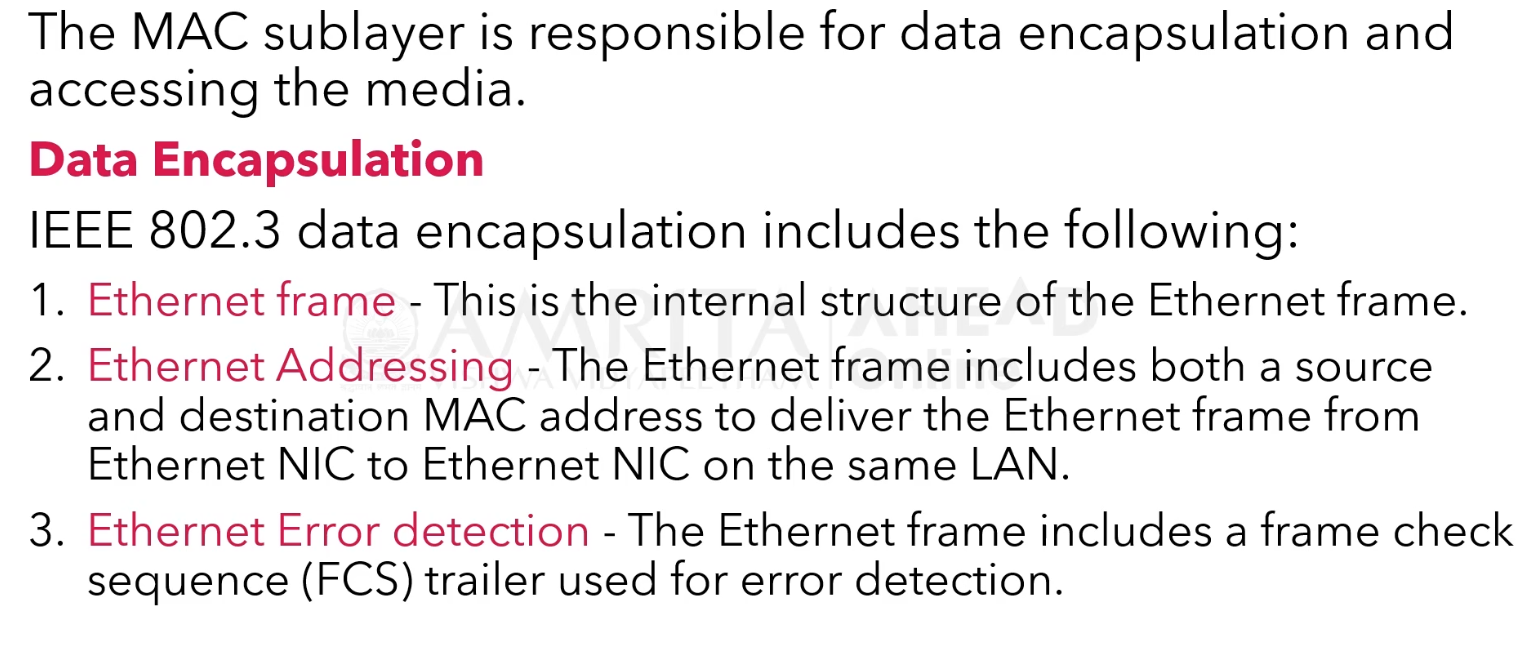 The MAC sublayer is responsible for data encapsulation and
accessing the media.
Data Encapsulation
IEEE 802.3 data encapsulation includes the following:
1. Ethernet frame - This is the internal structure of the Ethernet frame.
2. Ethernet Addressing - The Ethernet frame includes both a source
and destination MAC address to deliver the Ethernet frame from
Ethernet NIC to Ethernet NIC on the same LAN.
3. Ethernet Error detection - The Ethernet frame includes a frame check
sequence (FCS) trailer used for error detection.
AMRITA
VISHWA VIDYAPEETHAM
AHEAD
Online